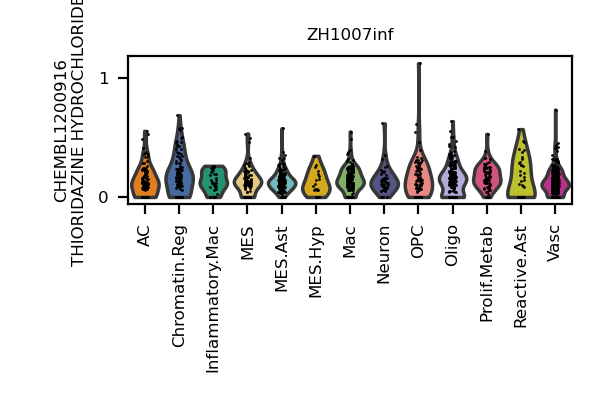 ZH1007inf
CHEMBL1200916
THIORIDAZINE HYDROCHLORIDE
1
0
AC
Chromatin.Reg
Inflammatory.Mac
MES
MES.Ast
MES.Hyp
Mac
Neuron
OPC
Oligo
Prolif.Metab
Reactive.Ast
Vasc